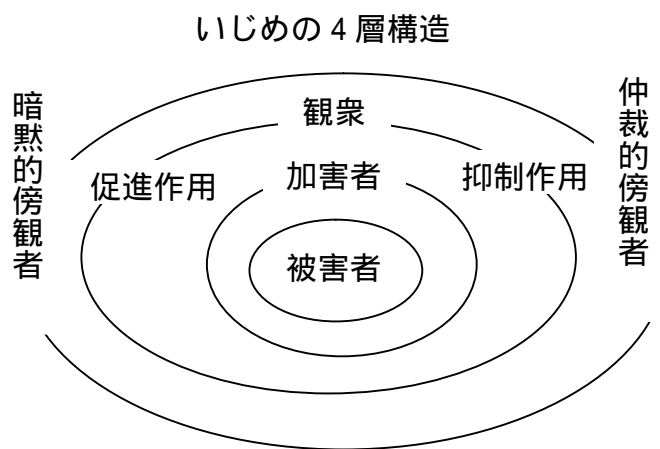 いじめの4層構造
暗黙的傍観者
仲裁的傍観者
観衆
促進作用
加害者
抑制作用
被害者